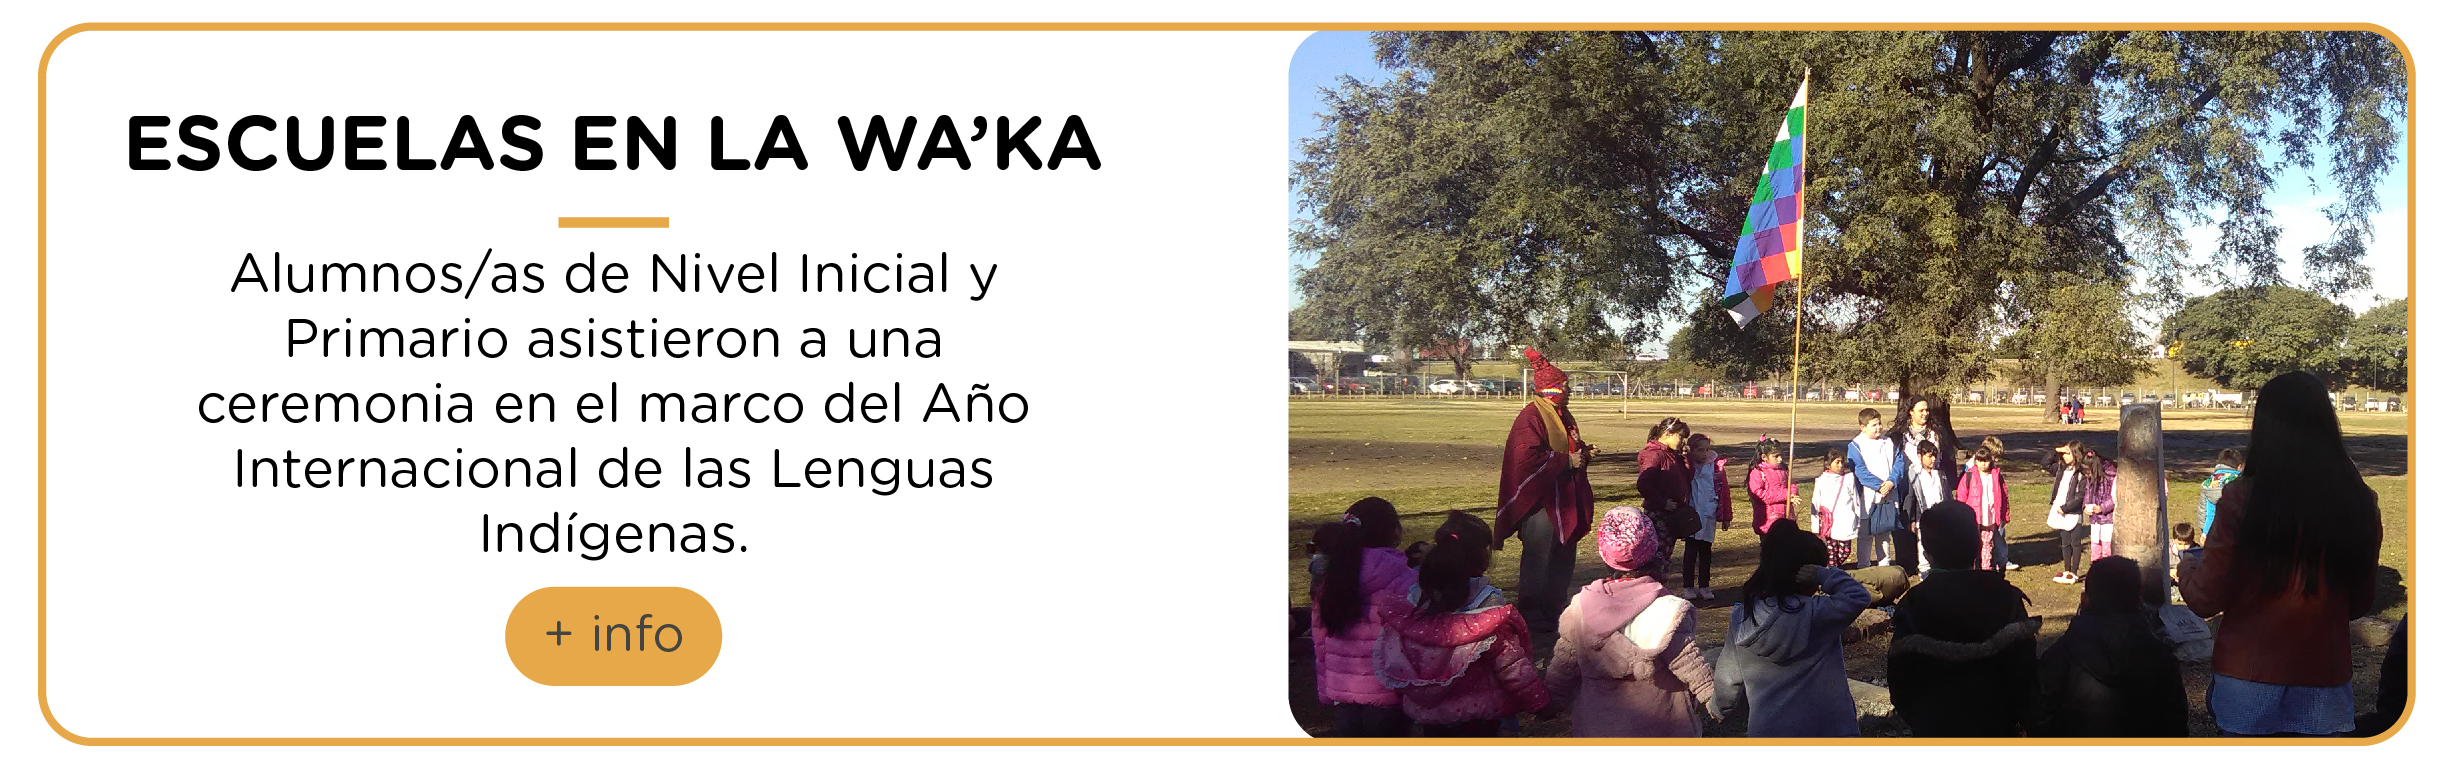 ESCUELAS EN LA WA’KA
Alumnos/as de Nivel Inicial y
Primario asistieron a una
ceremonia en el marco del Año
Internacional de las Lenguas
Indígenas.
+ info